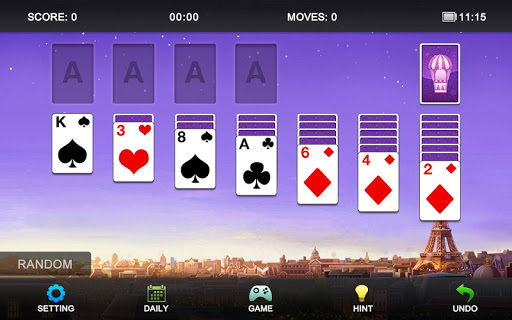 SCORE: 0 00:00 MOVES: 0 11:15
A A A A
K 3 8 A 6 4 2
RANDOM
SETTING DAILY GAME HINT UNDO